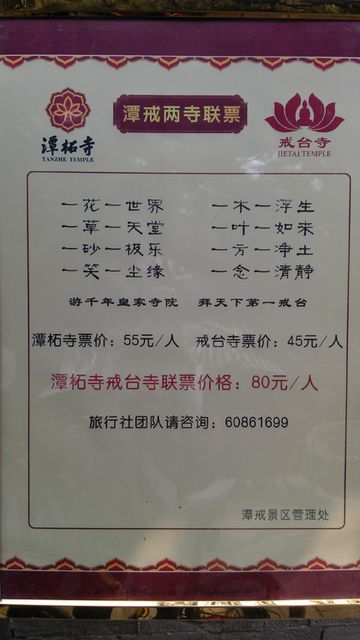 潭戒两寺联票
潭柘寺
TANZHE TEMPLE
戒台寺
JIETAI TEMPLE
一花一世界 一木一浮生
一草一天堂 一叶一如来
一砂一极乐 一方一净土
一笑一尘缘 一念一清静
游千年皇家寺院 拜天下第一戒台
潭柘寺票价：55元/人 戒台寺票价：45元/人
潭柘寺戒台寺联票价格：80元/人
旅行社团队请咨询：60861699
潭戒景区管理处